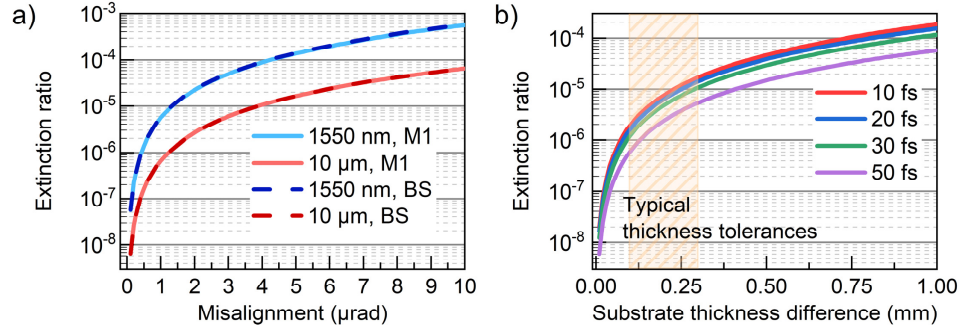 a)
Extinction ratio
10⁻³
10⁻⁴
10⁻⁵
10⁻⁶
10⁻⁷
10⁻⁸
1550 nm, M1
10 µm, M1
1550 nm, BS
10 µm, BS
0 1 2 3 4 5 6 7 8 9 10
Misalignment (µrad)
b)
Extinction ratio
10⁻⁴
10⁻⁵
10⁻⁶
10⁻⁷
10⁻⁸
10 fs
20 fs
30 fs
50 fs
Typical
thickness tolerances
0.00 0.25 0.50 0.75 1.00
Substrate thickness difference (mm)